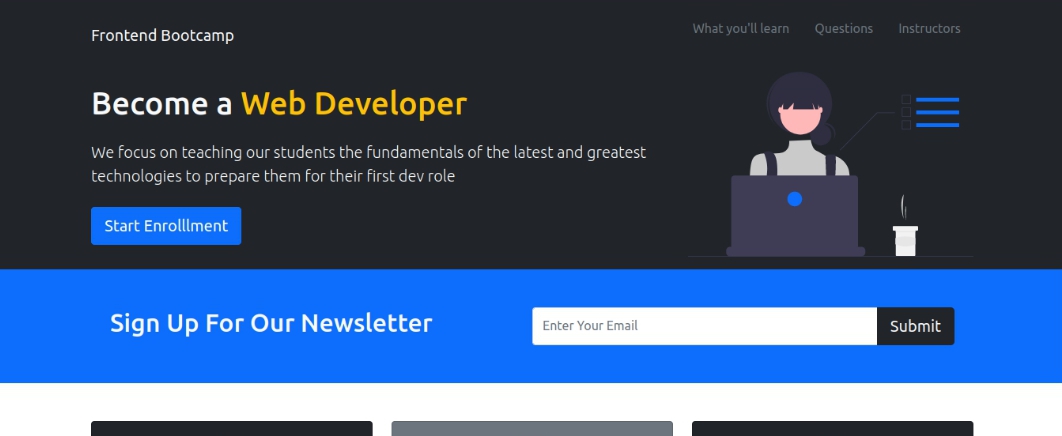 Frontend Bootcamp
What you'll learn
Questions
Instructors
Become a Web Developer
We focus on teaching our students the fundamentals of the latest and greatest
technologies to prepare them for their first dev role
Start Enrolllment
Sign Up For Our Newsletter
Enter Your Email
Submit